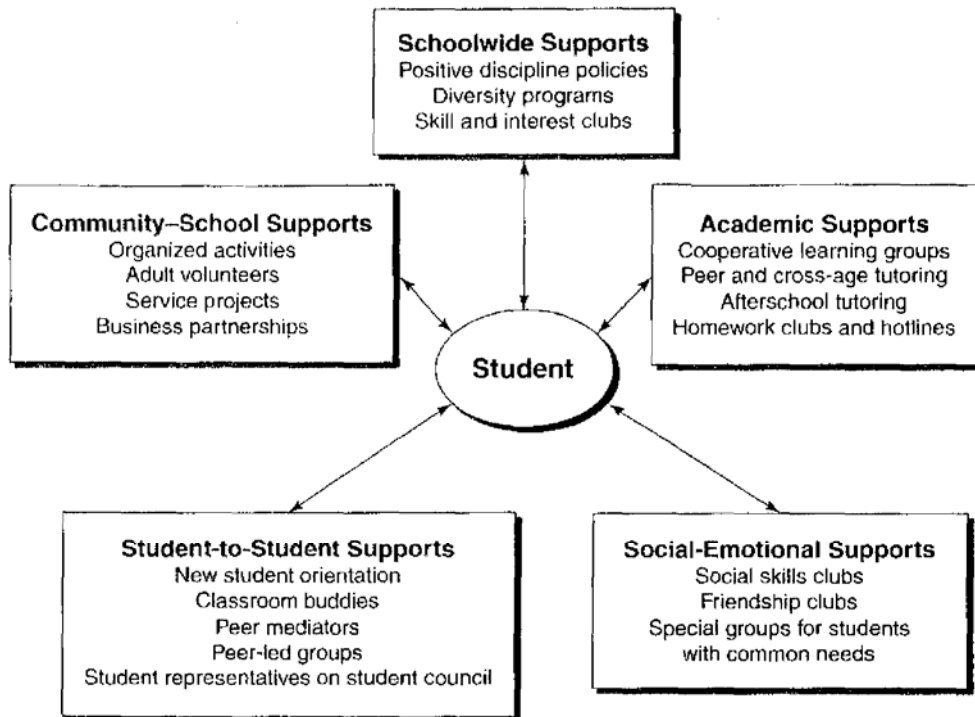 Schoolwide Supports
Positive discipline policies
Diversity programs
Skill and interest clubs
Community–School Supports
Organized activities
Adult volunteers
Service projects
Business partnerships
Academic Supports
Cooperative learning groups
Peer and cross-age tutoring
Afterschool tutoring
Homework clubs and hotlines
Student
Student-to-Student Supports
New student orientation
Classroom buddies
Peer mediators
Peer-led groups
Student representatives on student council
Social-Emotional Supports
Social skills clubs
Friendship clubs
Special groups for students
with common needs